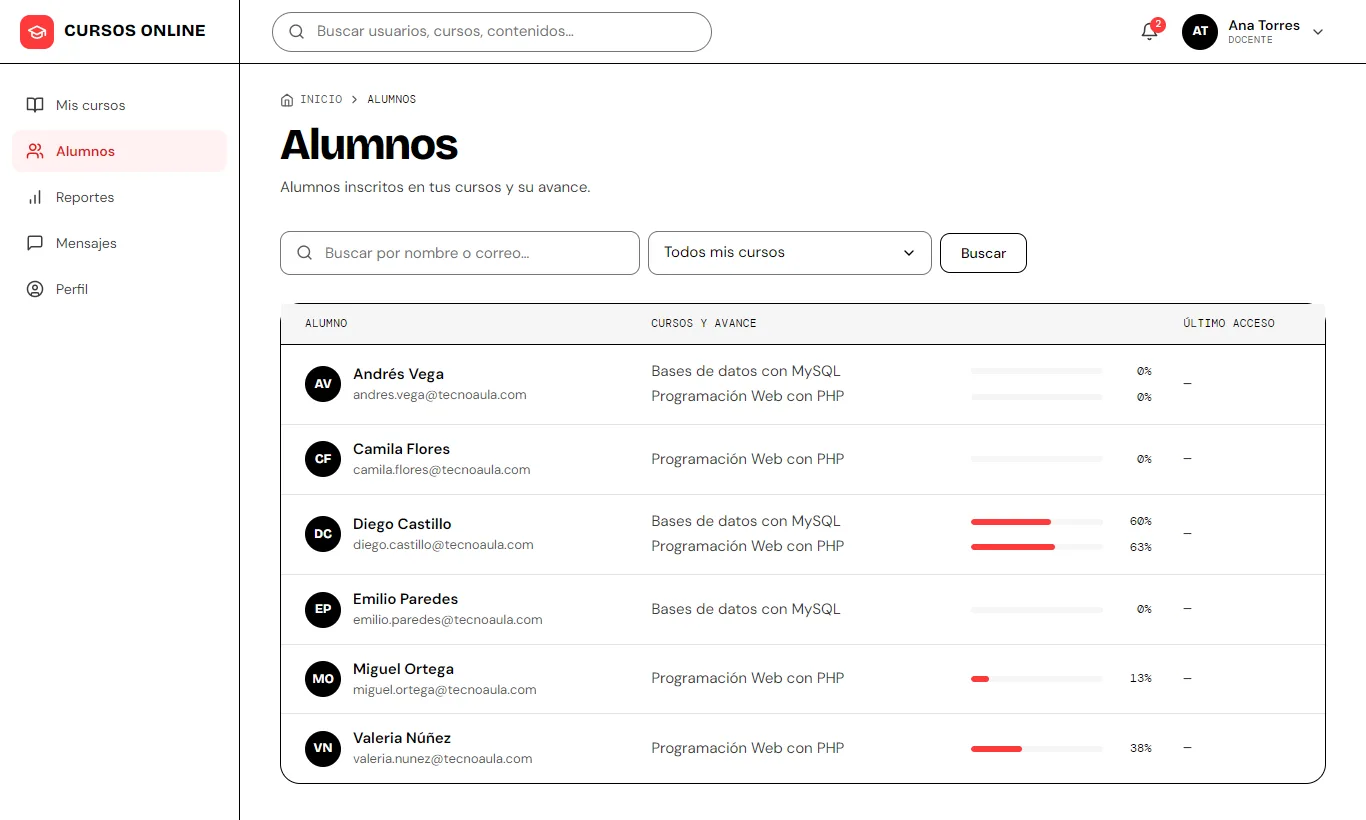 CURSOS ONLINE
Buscar usuarios, cursos, contenidos...
2
AT
Ana Torres
DOCENTE
Mis cursos
Alumnos
Reportes
Mensajes
Perfil
INICIO > ALUMNOS
Alumnos
Alumnos inscritos en tus cursos y su avance.
Buscar por nombre o correo...
Todos mis cursos
Buscar
ALUMNO CURSOS Y AVANCE ÚLTIMO ACCESO
AV
Andrés Vega
andres.vega@tecnoaula.com
Bases de datos con MySQL 0%
Programación Web con PHP 0%
—
CF
Camila Flores
camila.flores@tecnoaula.com
Programación Web con PHP 0%
—
DC
Diego Castillo
diego.castillo@tecnoaula.com
Bases de datos con MySQL 60%
Programación Web con PHP 63%
—
EP
Emilio Paredes
emilio.paredes@tecnoaula.com
Bases de datos con MySQL 0%
—
MO
Miguel Ortega
miguel.ortega@tecnoaula.com
Programación Web con PHP 13%
—
VN
Valeria Núñez
valeria.nunez@tecnoaula.com
Programación Web con PHP 38%
—